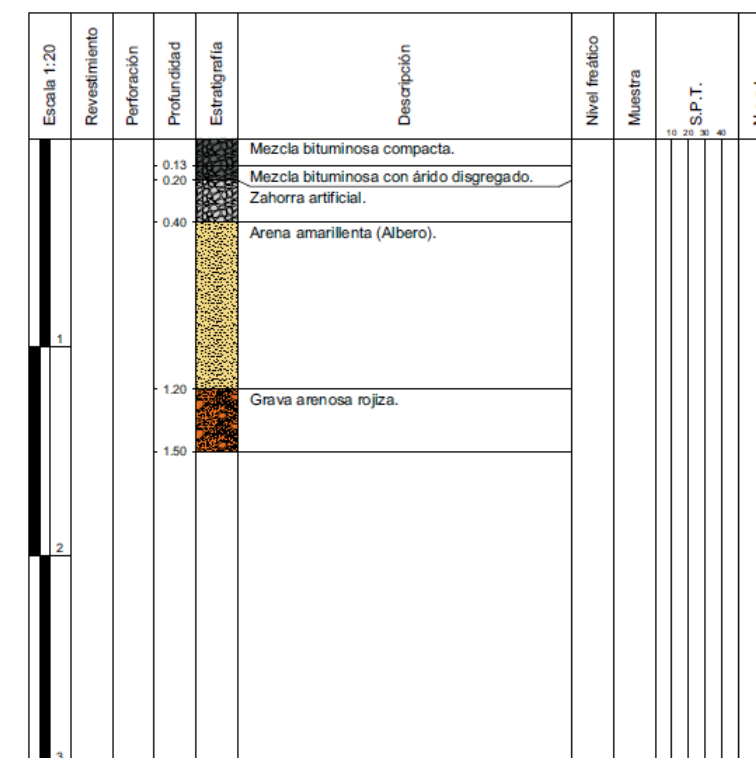 Escala 1:20
Revestimiento
Perforación
Profundidad
Estratigrafía
Descripción
Nivel freático
Muestra
S.P.T.
10 20 30 40
Mezcla bituminosa compacta.
0.13
Mezcla bituminosa con árido disgregado.
0.20
Zahorra artificial.
0.40
Arena amarillenta (Albero).
1
1.20
Grava arenosa rojiza.
1.50
2
3